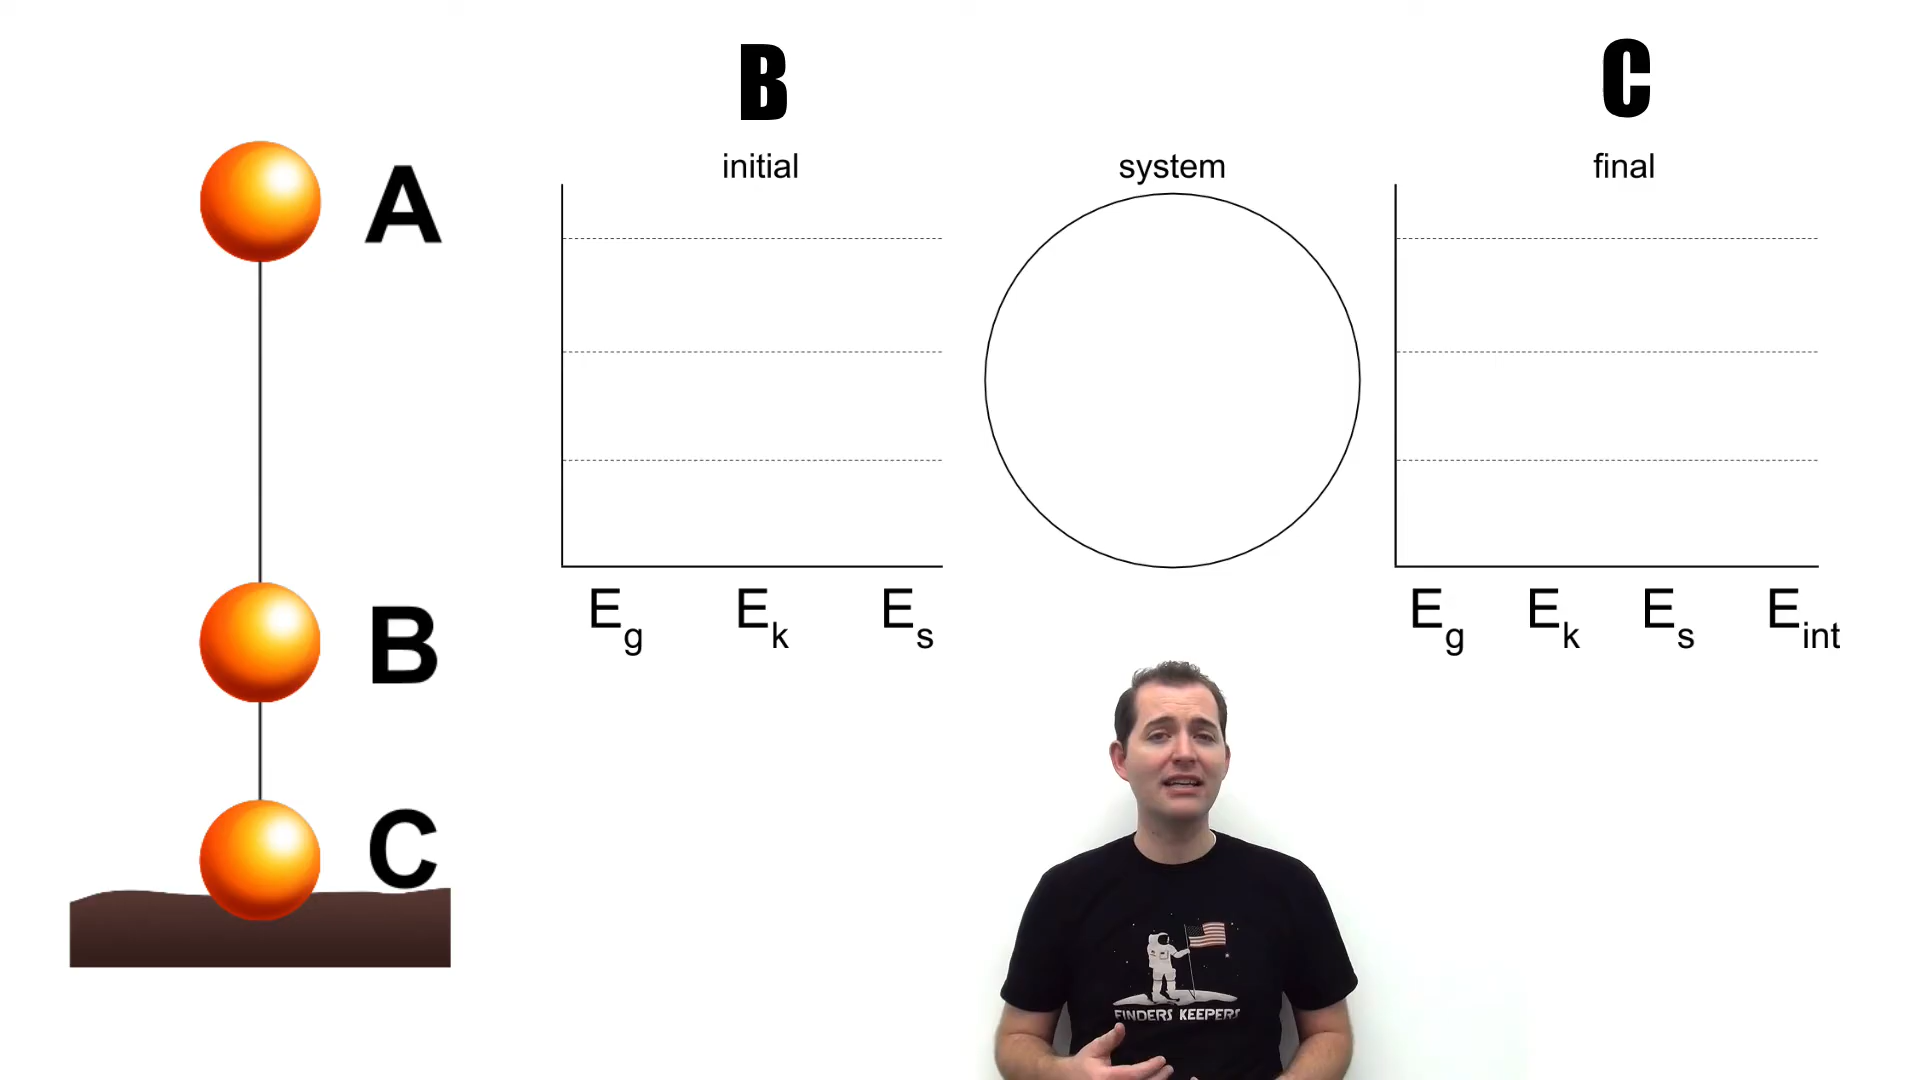 A
B
C
B
initial
E_g E_k E_s
system
C
final
E_g E_k E_s E_int
FINDERS KEEPERS